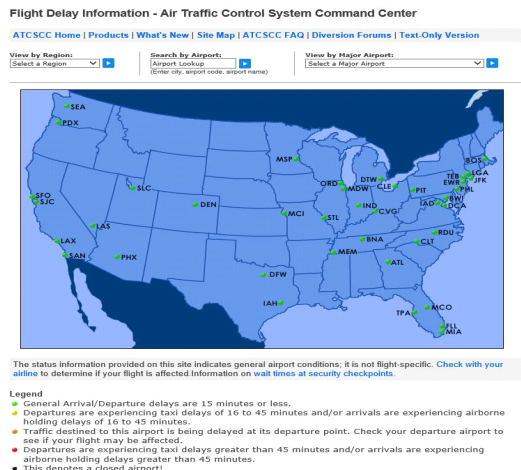 Flight Delay Information - Air Traffic Control System Command Center
ATCSCC Home | Products | What's New | Site Map | ATCSCC FAQ | Diversion Forums | Text-Only Version
View by Region: Search by Airport: View by Major Airport:
Select a Region Airport Lookup Select a Major Airport
(Enter city, airport code, airport name)
SEA
PDX
MSP
BOS
LGA
TEB
JFK
EWR
PHL
DTW
CLE
ORD
MDW
PIT
SLC
DEN
BWI
IAD
DCA
SFO
SJC
IND
CVG
MCI
STL
LAS
RDU
BNA
CLT
LAX
SAN
PHX
MEM
ATL
DFW
IAH
MCO
TPA
FLL
MIA
The status information provided on this site indicates general airport conditions; it is not flight-specific. Check with your
airline to determine if your flight is affected.Information on wait times at security checkpoints.
Legend
General Arrival/Departure delays are 15 minutes or less.
Departures are experiencing taxi delays of 16 to 45 minutes and/or arrivals are experiencing airborne
holding delays of 16 to 45 minutes.
Traffic destined to this airport is being delayed at its departure point. Check your departure airport to
see if your flight may be affected.
Departures are experiencing taxi delays greater than 45 minutes and/or arrivals are experiencing
airborne holding delays greater than 45 minutes.
This denotes a closed airport!